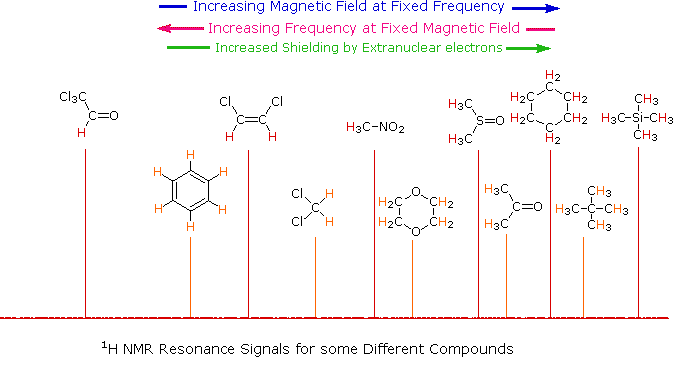 Increasing Magnetic Field at Fixed Frequency
Increasing Frequency at Fixed Magnetic Field
Increased Shielding by Extranuclear electrons
Cl₃C
C=O
H
Cl Cl
C=C
H H
H₃C–NO₂
H₃C
S=O
H₃C
H₂
C
H₂C CH₂
H₂C CH₂
C
H₂
CH₃
H₃C–Si–CH₃
CH₃
H
H H
H H
H
Cl H
C
Cl H
O
H₂C CH₂
H₂C CH₂
O
H₃C
C=O
H₃C
CH₃
H₃C–C–CH₃
CH₃
¹H NMR Resonance Signals for some Different Compounds